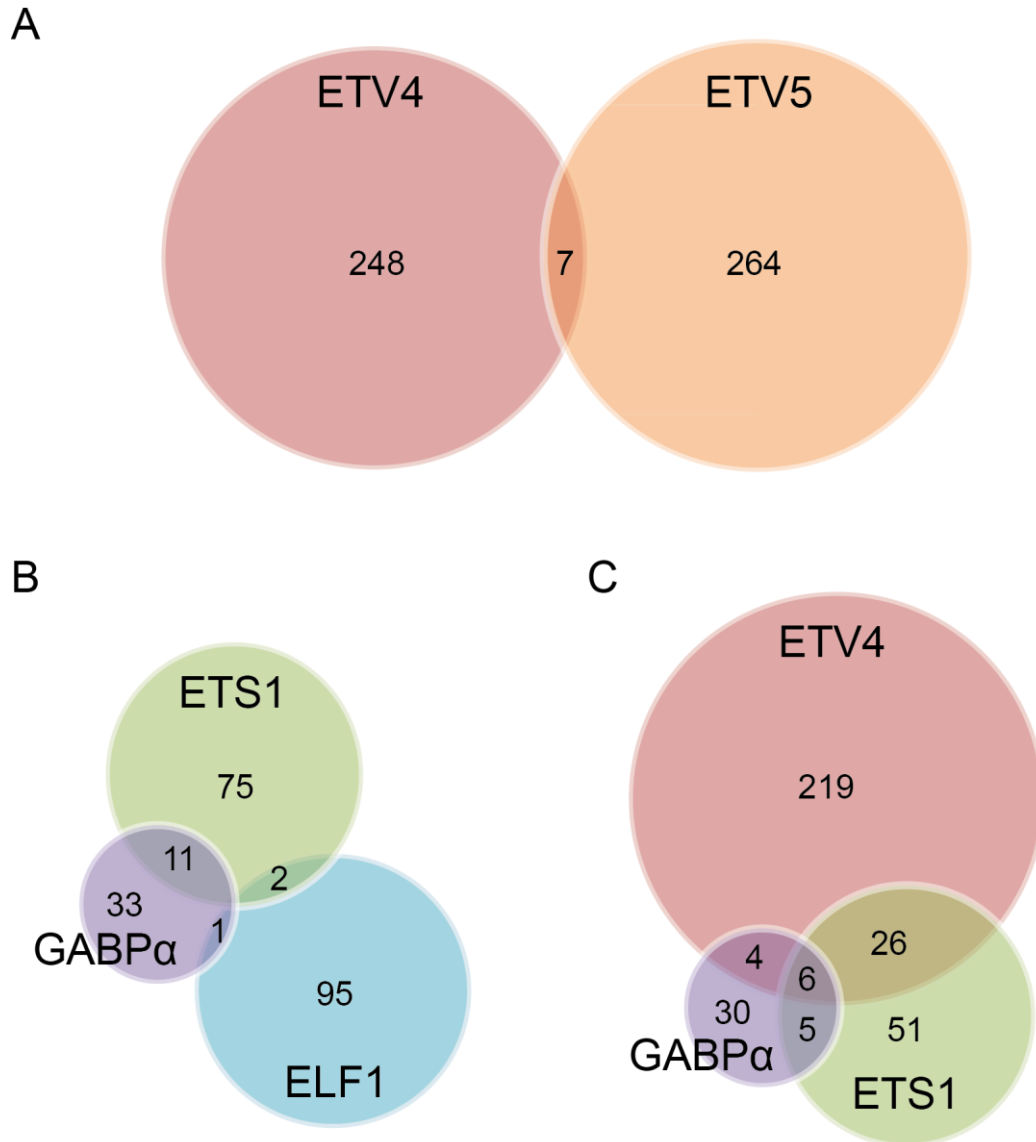 A
ETV4 ETV5
248 7 264
B
ETS1
75
11 2
33
GABPα 1
95
ELF1
C
ETV4
219
4 6 26
30 5 51
GABPα
ETS1